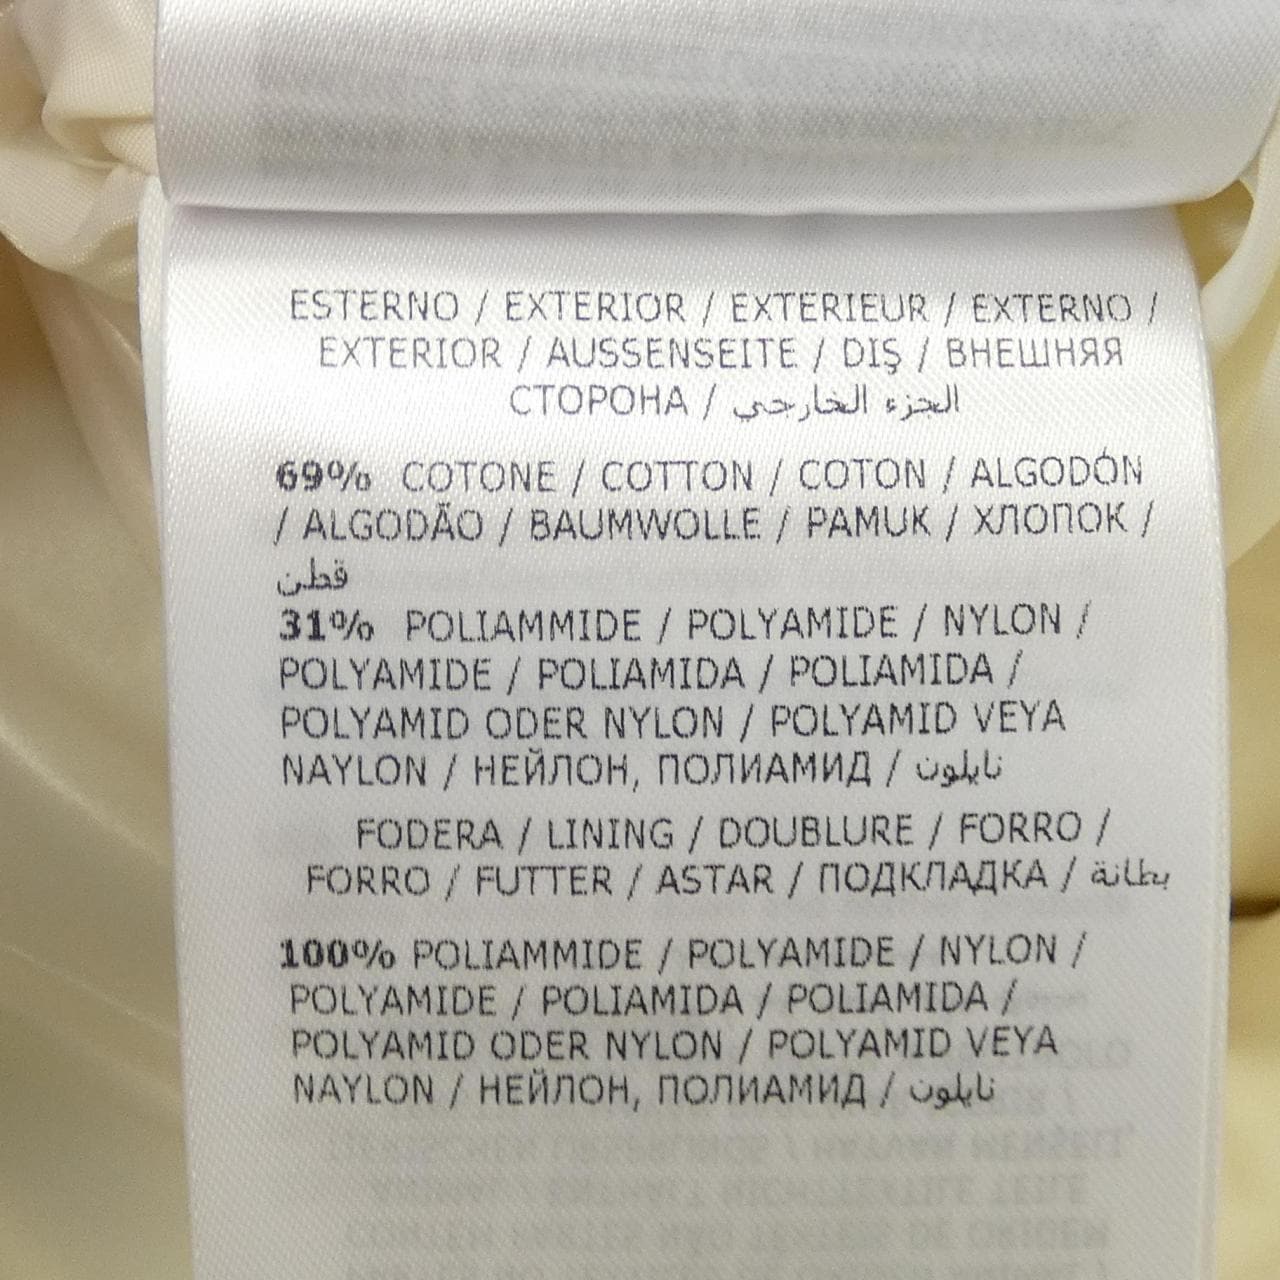 ESTERNO / EXTERIOR / EXTERIEUR / EXTERNO /
EXTERIOR / AUSSENSEITE / DIŞ / ВНЕШНЯЯ
СТОРОНА / الجزء الخارجي
69% COTONE / COTTON / COTON / ALGODÓN
/ ALGODÃO / BAUMWOLLE / PAMUK / ХЛОПОК /
قطن
31% POLIAMMIDE / POLYAMIDE / NYLON /
POLYAMIDE / POLIAMIDA / POLIAMIDA /
POLYAMID ODER NYLON / POLYAMID VEYA
NAYLON / НЕЙЛОН, ПОЛИАМИД / نايلون
FODERA / LINING / DOUBLURE / FORRO /
FORRO / FUTTER / ASTAR / ПОДКЛАДКА / بطانة
100% POLIAMMIDE / POLYAMIDE / NYLON /
POLYAMIDE / POLIAMIDA / POLIAMIDA /
POLYAMID ODER NYLON / POLYAMID VEYA
NAYLON / НЕЙЛОН, ПОЛИАМИД / نايلون